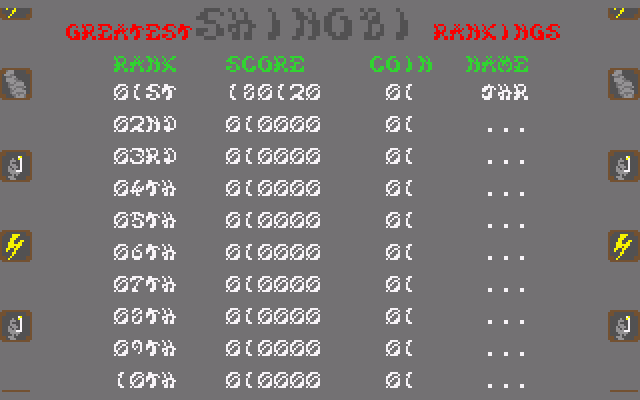 GREATEST SHINOBI RANKINGS
RANK SCORE COIN NAME
01ST 100120 01 JHR
02ND 010000 01 ...
03RD 010000 01 ...
04TH 010000 01 ...
05TH 010000 01 ...
06TH 010000 01 ...
07TH 010000 01 ...
08TH 010000 01 ...
09TH 010000 01 ...
10TH 010000 01 ...